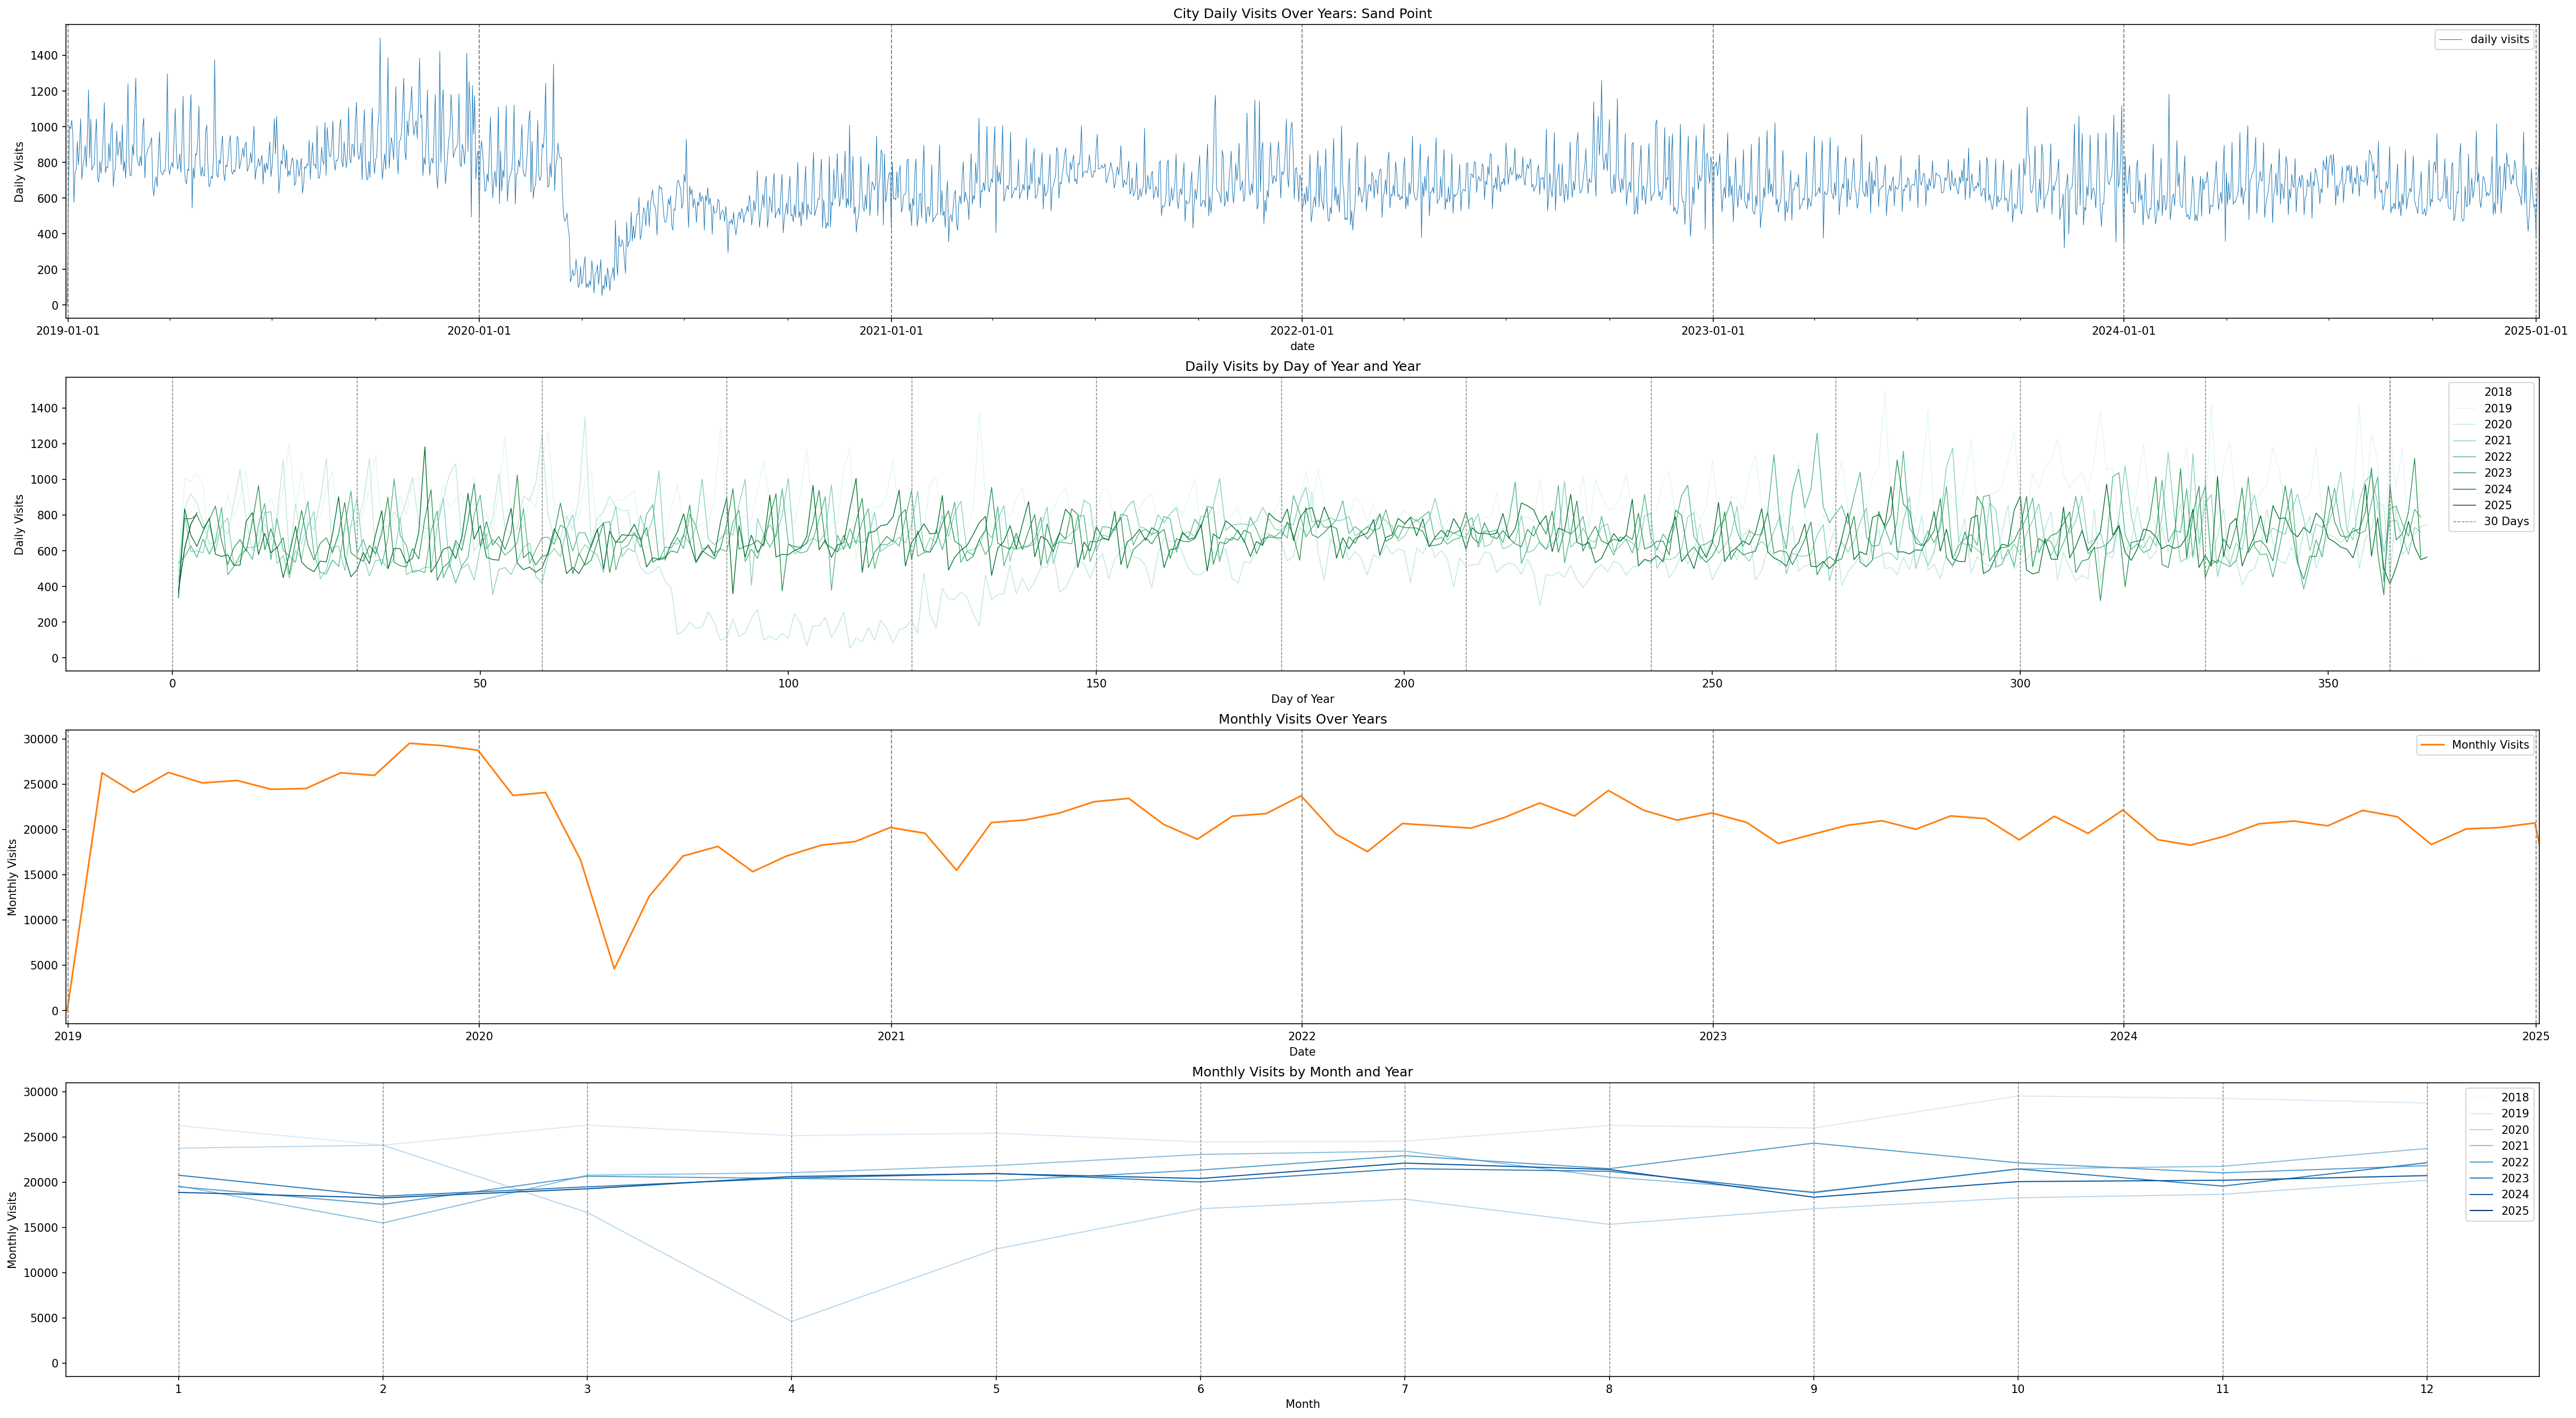 City Daily Visits Over Years: Sand Point
daily visits
Daily Visits
1400
1200
1000
800
600
400
200
0
2019-01-01 2020-01-01 2021-01-01 2022-01-01 2023-01-01 2024-01-01 2025-01-01
date
Daily Visits by Day of Year and Year
2018
2019
2020
2021
2022
2023
2024
2025
30 Days
Daily Visits
1400
1200
1000
800
600
400
200
0
0 50 100 150 200 250 300 350
Day of Year
Monthly Visits Over Years
Monthly Visits
Monthly Visits
30000
25000
20000
15000
10000
5000
0
2019 2020 2021 2022 2023 2024 2025
Date
Monthly Visits by Month and Year
2018
2019
2020
2021
2022
2023
2024
2025
Monthly Visits
30000
25000
20000
15000
10000
5000
0
1 2 3 4 5 6 7 8 9 10 11 12
Month